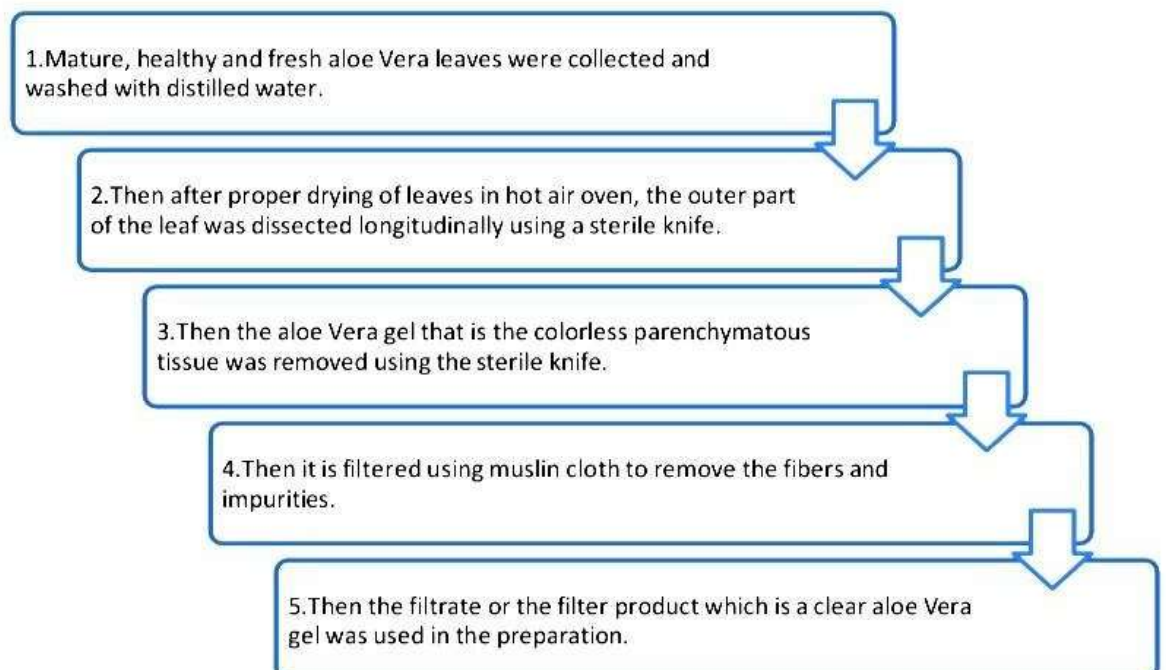 1.Mature, healthy and fresh aloe Vera leaves were collected and
washed with distilled water.
2.Then after proper drying of leaves in hot air oven, the outer part
of the leaf was dissected longitudinally using a sterile knife.
3.Then the aloe Vera gel that is the colorless parenchymatous
tissue was removed using the sterile knife.
4.Then it is filtered using muslin cloth to remove the fibers and
impurities.
5.Then the filtrate or the filter product which is a clear aloe Vera
gel was used in the preparation.